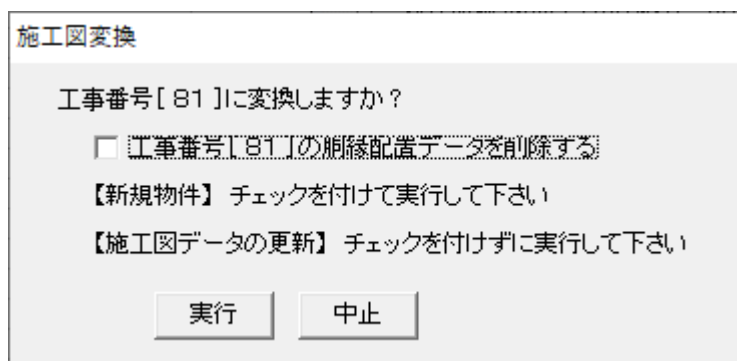 施工図変換
工事番号[ 81 ]に変換しますか？
工事番号[ 81 ]の胴縁配置データを削除する
【新規物件】 チェックを付けて実行して下さい
【施工図データの更新】 チェックを付けずに実行して下さい
実行 中止